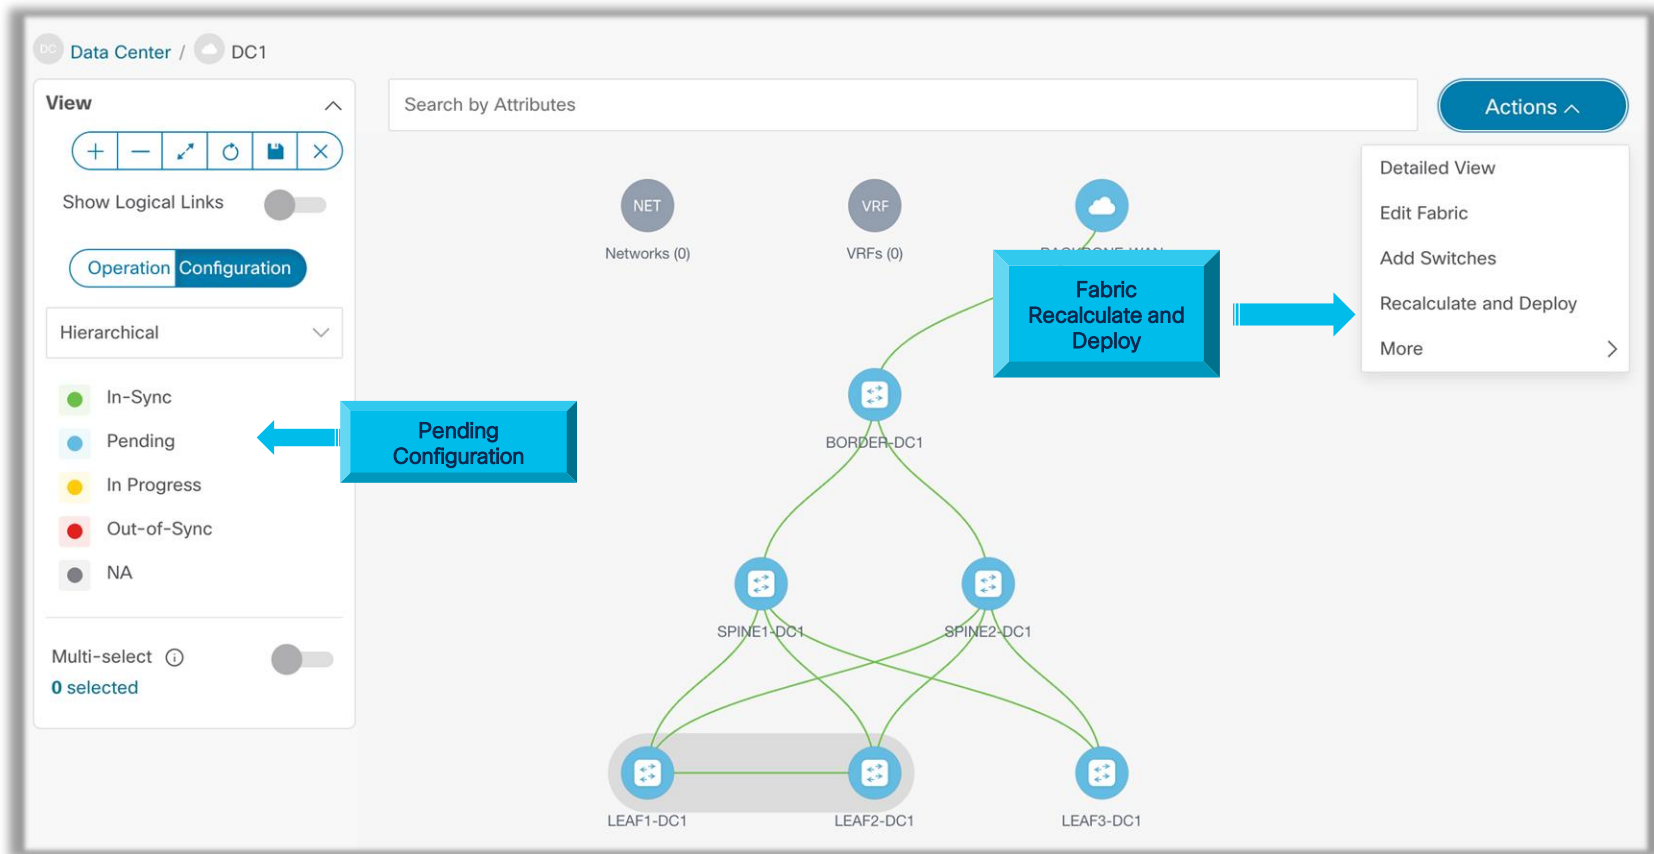 DC Data Center / DC1
View
Search by Attributes
Actions
Show Logical Links
Operation Configuration
Hierarchical
In-Sync
Pending
In Progress
Out-of-Sync
NA
Multi-select
0 selected
Pending
Configuration
NET
Networks (0)
VRF
VRFs (0)
BACKBONE-WAN
Fabric
Recalculate and
Deploy
Detailed View
Edit Fabric
Add Switches
Recalculate and Deploy
More
BORDER-DC1
SPINE1-DC1
SPINE2-DC1
LEAF1-DC1
LEAF2-DC1
LEAF3-DC1